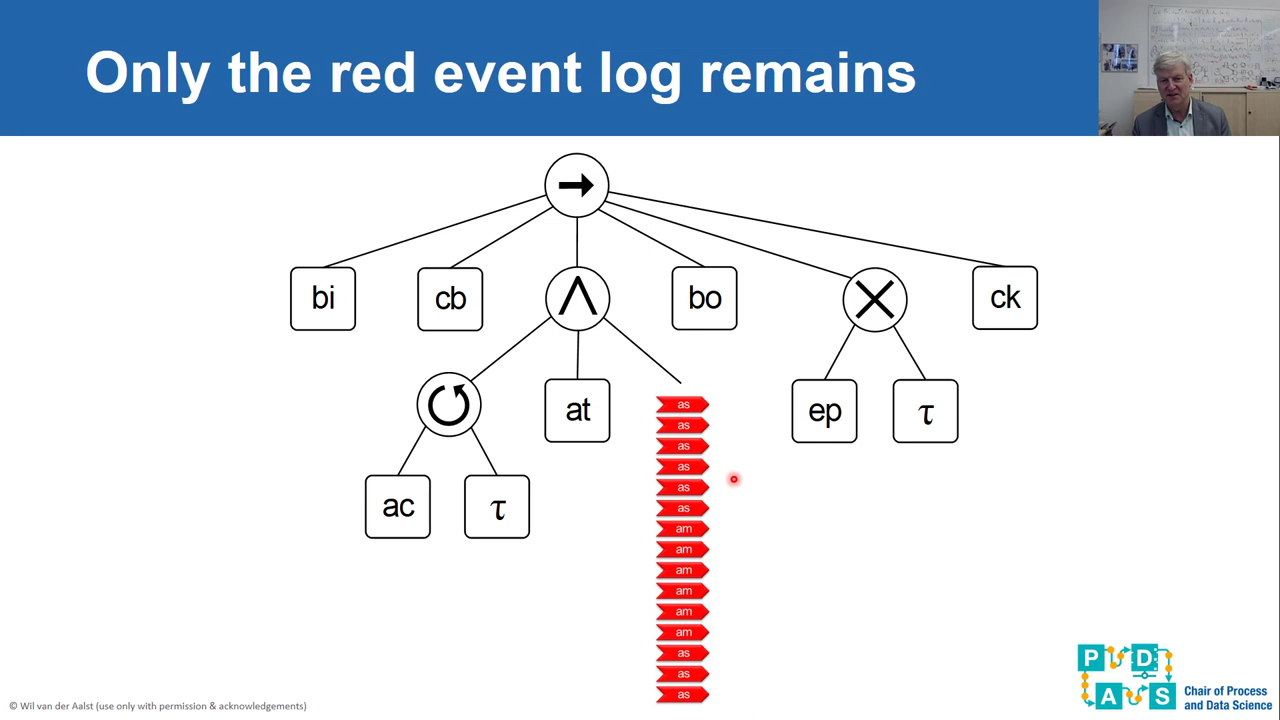 Only the red event log remains
bi
cb
bo
ck
at
ep
τ
ac
τ
as
as
as
as
as
as
am
am
am
am
am
am
as
as
as
P D
A S
Chair of Process
and Data Science
© Wil van der Aalst (use only with permission & acknowledgements)